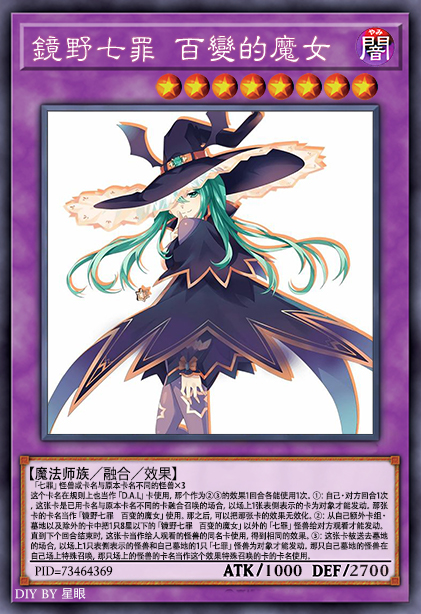 鏡野七罪 百變的魔女
やみ
闇
【魔法师族／融合／效果】
「七罪」怪兽或卡名与原本卡名不同的怪兽×3
这个卡名在规则上也当作「D.A.L」卡使用，那个作为②③的效果1回合各能使用1次。①：自己·对方回合1次，这张卡是已用卡名与原本卡名不同的卡融合召唤的场合，以场上1张表侧表示的卡为对象才能发动，那张卡的卡名当作「镜野七罪　百变的魔女」使用，那之后，可以把那张卡的效果无效化。②：从自己额外卡组·墓地以及除外的卡中把1只8星以下的「镜野七罪　百变的魔女」以外的「七罪」怪兽给对方观看才能发动。直到下个回合结束时，这张卡当作给人观看的怪兽的同名卡使用，得到相同的效果。③：这张卡被送去墓地的场合，以场上1只表侧表示的怪兽和自己墓地的1只「七罪」怪兽为对象才能发动，那只自己墓地的怪兽在自己场上特殊召唤，那只场上的怪兽的卡名当作这个效果特殊召唤的卡的卡名使用。
PID=73464369
ATK/1000 DEF/2700
DIY BY 星眼